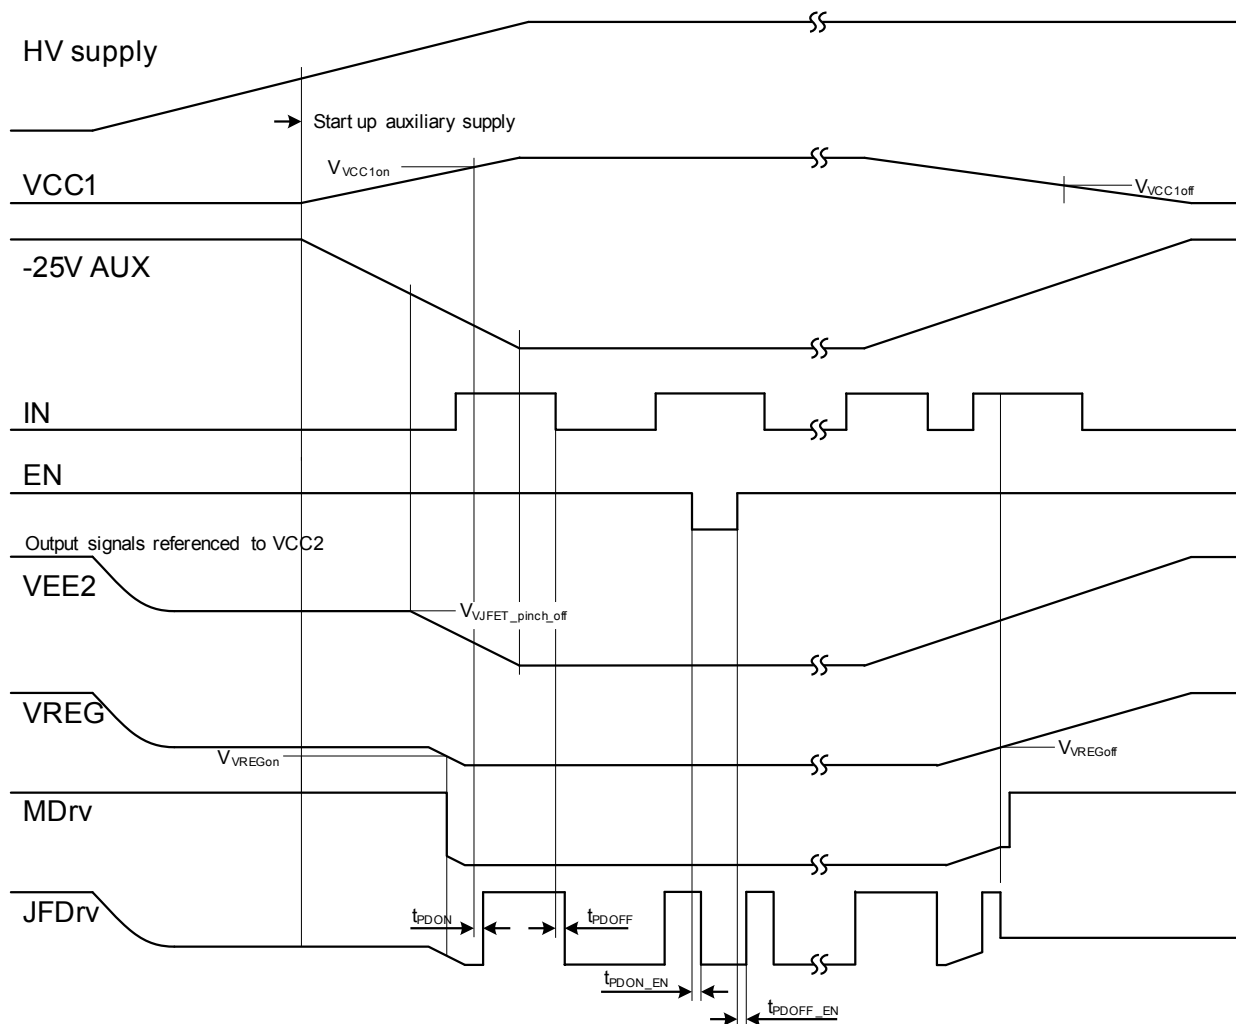 HV supply
Start up auxiliary supply
VVCC1on
VCC1
VVCC1off
-25V AUX
IN
EN
Output signals referenced to VCC2
VEE2
VVJFET_pinch_off
VREG
VVREGon
VVREGoff
MDrv
JFDrv
tPDON
tPDOFF
tPDON_EN
tPDOFF_EN